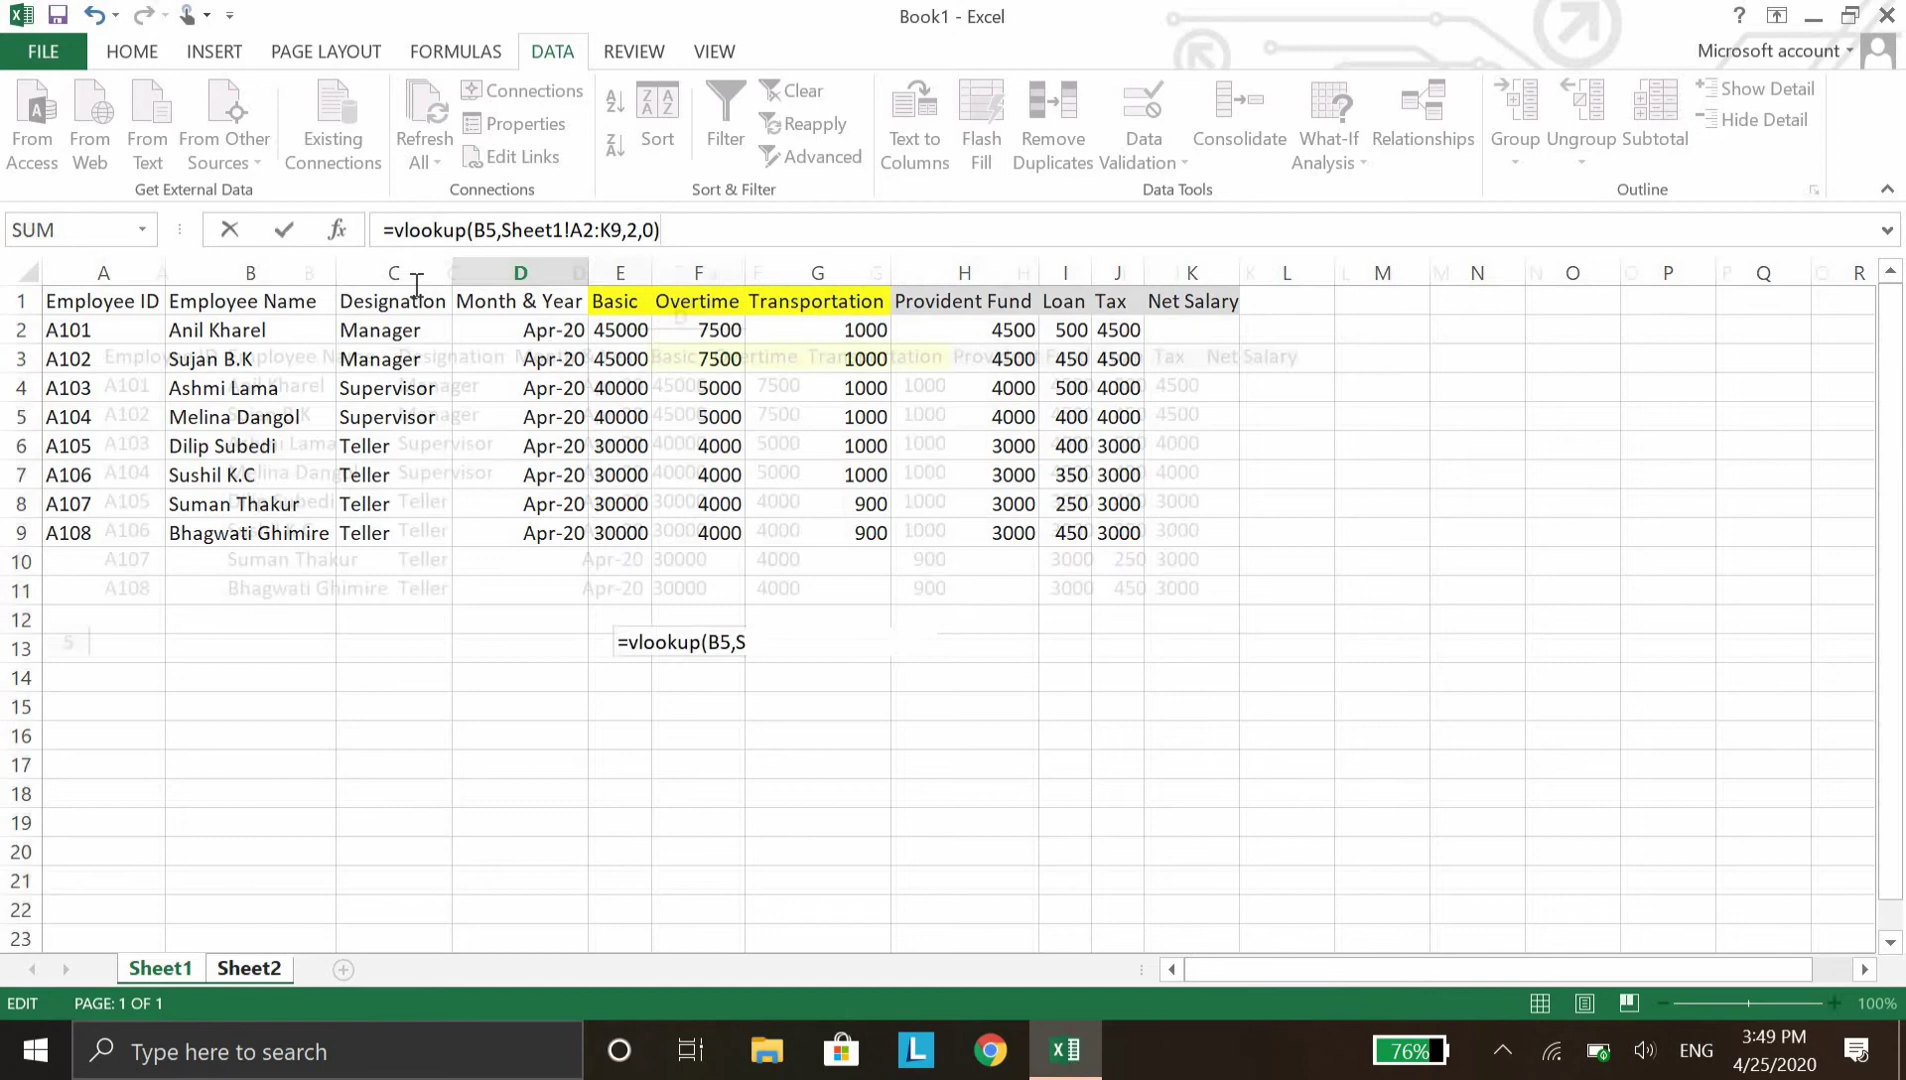 Book1 - Excel
?
FILE HOME INSERT PAGE LAYOUT FORMULAS DATA REVIEW VIEW
Microsoft account
From Access
From Web
From Text
From Other Sources
Existing Connections
Refresh All
Connections
Properties
Edit Links
Sort
Filter
Clear
Reapply
Advanced
Text to Columns
Flash Fill
Remove Duplicates
Data Validation
Consolidate
What-If Analysis
Relationships
Group
Ungroup
Subtotal
Show Detail
Hide Detail
Get External Data
Connections
Sort & Filter
Data Tools
Outline
SUM
fx
=vlookup(B5,Sheet1!A2:K9,2,0)
A B C D E F G H I J K L M N O P Q R
1 Employee ID Employee Name Designation Month & Year Basic Overtime Transportation Provident Fund Loan Tax Net Salary
2 A101 Anil Kharel Manager Apr-20 45000 7500 1000 4500 500 4500
3 A102 Sujan B.K Manager Apr-20 45000 7500 1000 4500 450 4500
4 A103 Ashmi Lama Supervisor Apr-20 40000 5000 1000 4000 500 4000
5 A104 Melina Dangol Supervisor Apr-20 40000 5000 1000 4000 400 4000
6 A105 Dilip Subedi Teller Apr-20 30000 4000 1000 3000 400 3000
7 A106 Sushil K.C Teller Apr-20 30000 4000 1000 3000 350 3000
8 A107 Suman Thakur Teller Apr-20 30000 4000 900 3000 250 3000
9 A108 Bhagwati Ghimire Teller Apr-20 30000 4000 900 3000 450 3000
10 A107 Suman Thakur Teller Apr-20 30000 4000 900 3000 250 3000
11 A108 Bhagwati Ghimire Teller Apr-20 30000 4000 900 3000 450 3000
12
13 =vlookup(B5,S
14
15
16
17
18
19
20
21
22
23
Sheet1 Sheet2
EDIT PAGE: 1 OF 1
100%
Type here to search
L
76%
ENG
3:49 PM
4/25/2020